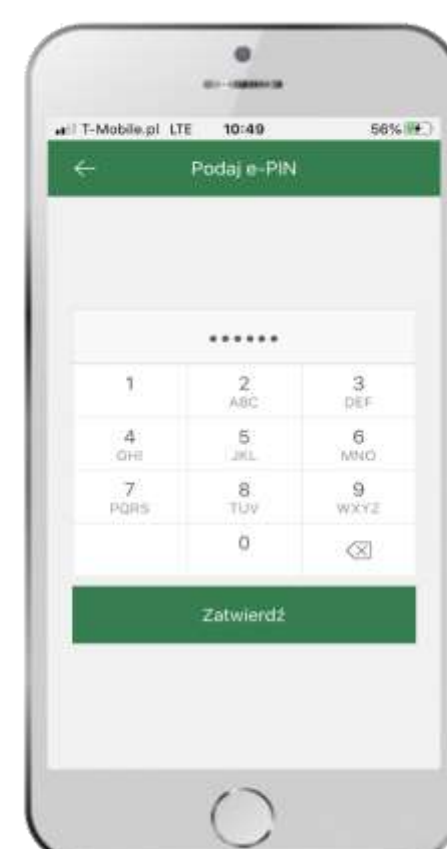 T-Mobile.pl LTE 10:49 56%
Podaj e-PIN
••••••
1 2 3
ABC DEF
4 5 6
GHI JKL MNO
7 8 9
PQRS TUV WXYZ
0
Zatwierdź